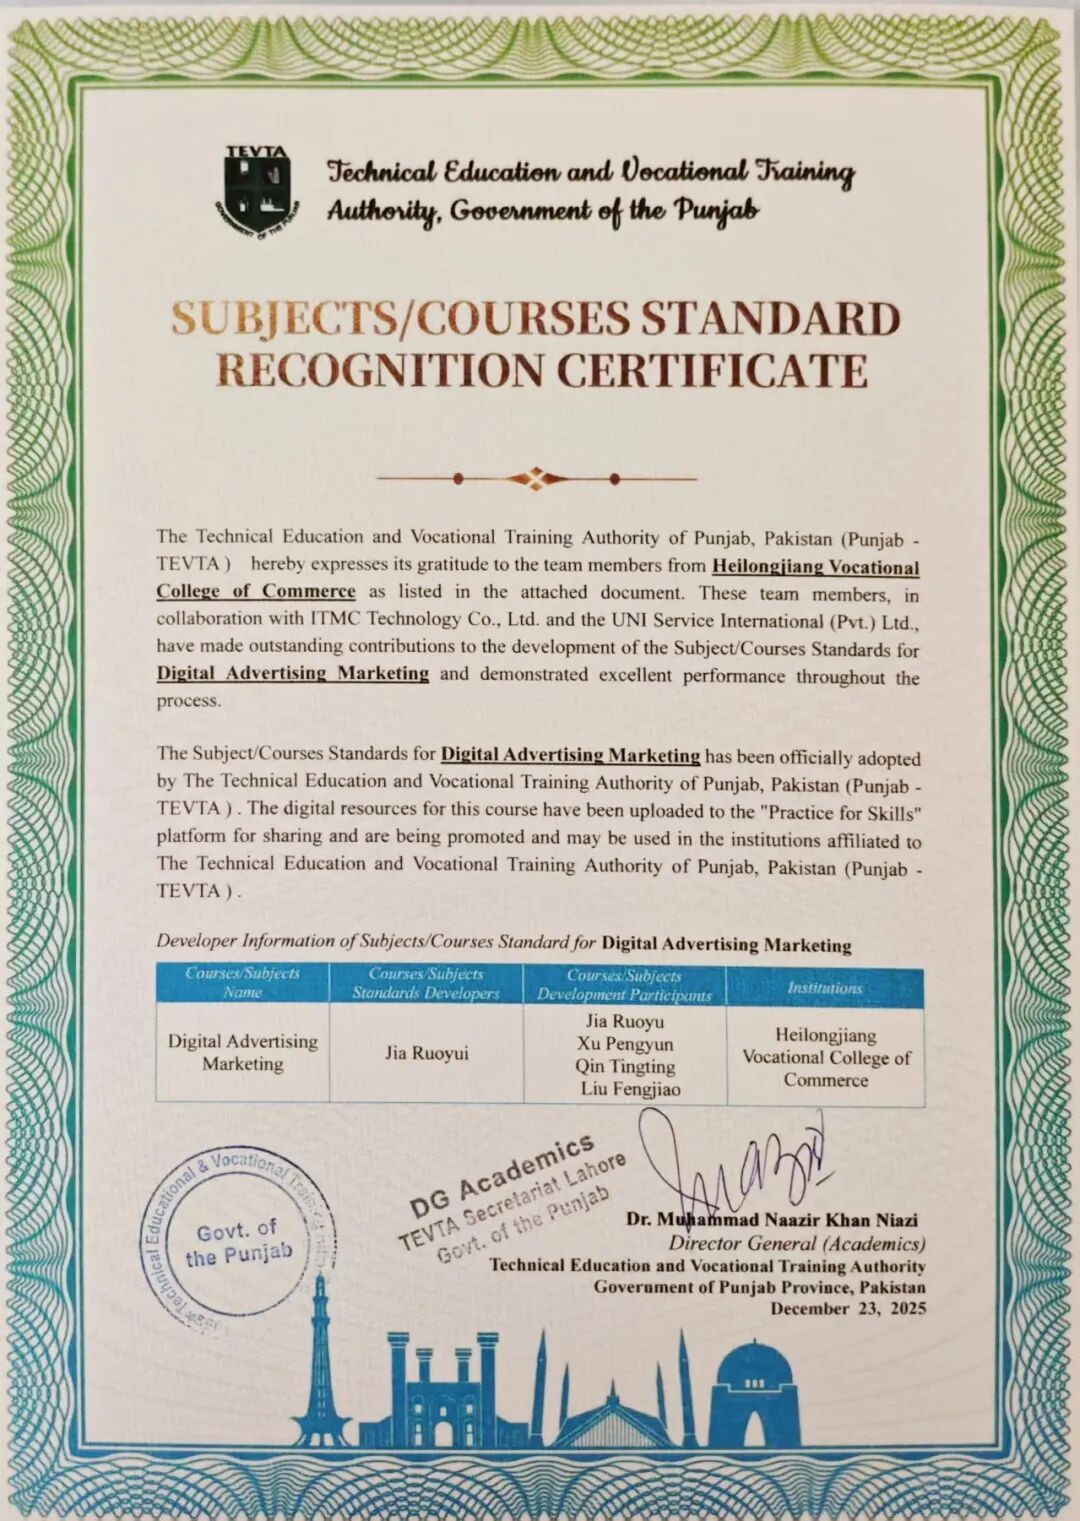 TEVTA
GOVERNMENT OF THE PUNJAB
Technical Education and Vocational Training
Authority, Government of the Punjab
SUBJECTS/COURSES STANDARD
RECOGNITION CERTIFICATE
The Technical Education and Vocational Training Authority of Punjab, Pakistan (Punjab -
TEVTA ) hereby expresses its gratitude to the team members from Heilongjiang Vocational
College of Commerce as listed in the attached document. These team members, in
collaboration with ITMC Technology Co., Ltd. and the UNI Service International (Pvt.) Ltd.,
have made outstanding contributions to the development of the Subject/Courses Standards for
Digital Advertising Marketing and demonstrated excellent performance throughout the
process.
The Subject/Courses Standards for Digital Advertising Marketing has been officially adopted
by The Technical Education and Vocational Training Authority of Punjab, Pakistan (Punjab -
TEVTA ) . The digital resources for this course have been uploaded to the "Practice for Skills"
platform for sharing and are being promoted and may be used in the institutions affiliated to
The Technical Education and Vocational Training Authority of Punjab, Pakistan (Punjab -
TEVTA ) .
Developer Information of Subjects/Courses Standard for Digital Advertising Marketing
Courses/Subjects
Name
Courses/Subjects
Standards Developers
Courses/Subjects
Development Participants
Institutions
Digital Advertising
Marketing
Jia Ruoyui
Jia Ruoyu
Xu Pengyun
Qin Tingting
Liu Fengjiao
Heilongjiang
Vocational College of
Commerce
Technical Educational & Vocational Training
Govt. of
the Punjab
DG Academics
TEVTA Secretariat Lahore
Govt. of the Punjab
Dr. Muhammad Naazir Khan Niazi
Director General (Academics)
Technical Education and Vocational Training Authority
Government of Punjab Province, Pakistan
December 23, 2025